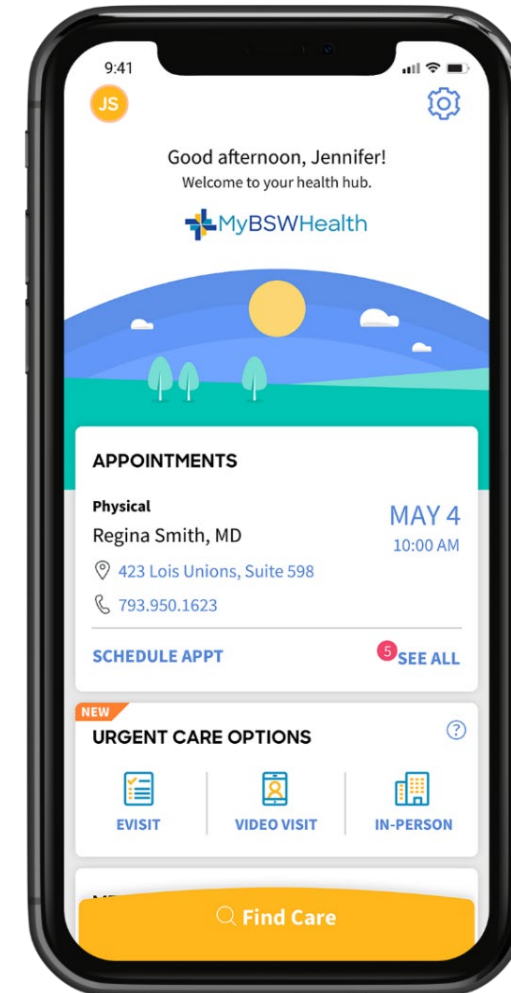 9:41
JS
Good afternoon, Jennifer!
Welcome to your health hub.
MyBSWHealth
APPOINTMENTS
Physical
Regina Smith, MD
MAY 4
10:00 AM
423 Lois Unions, Suite 598
793.950.1623
SCHEDULE APPT
5 SEE ALL
NEW
URGENT CARE OPTIONS
?
EVISIT
VIDEO VISIT
IN-PERSON
Find Care